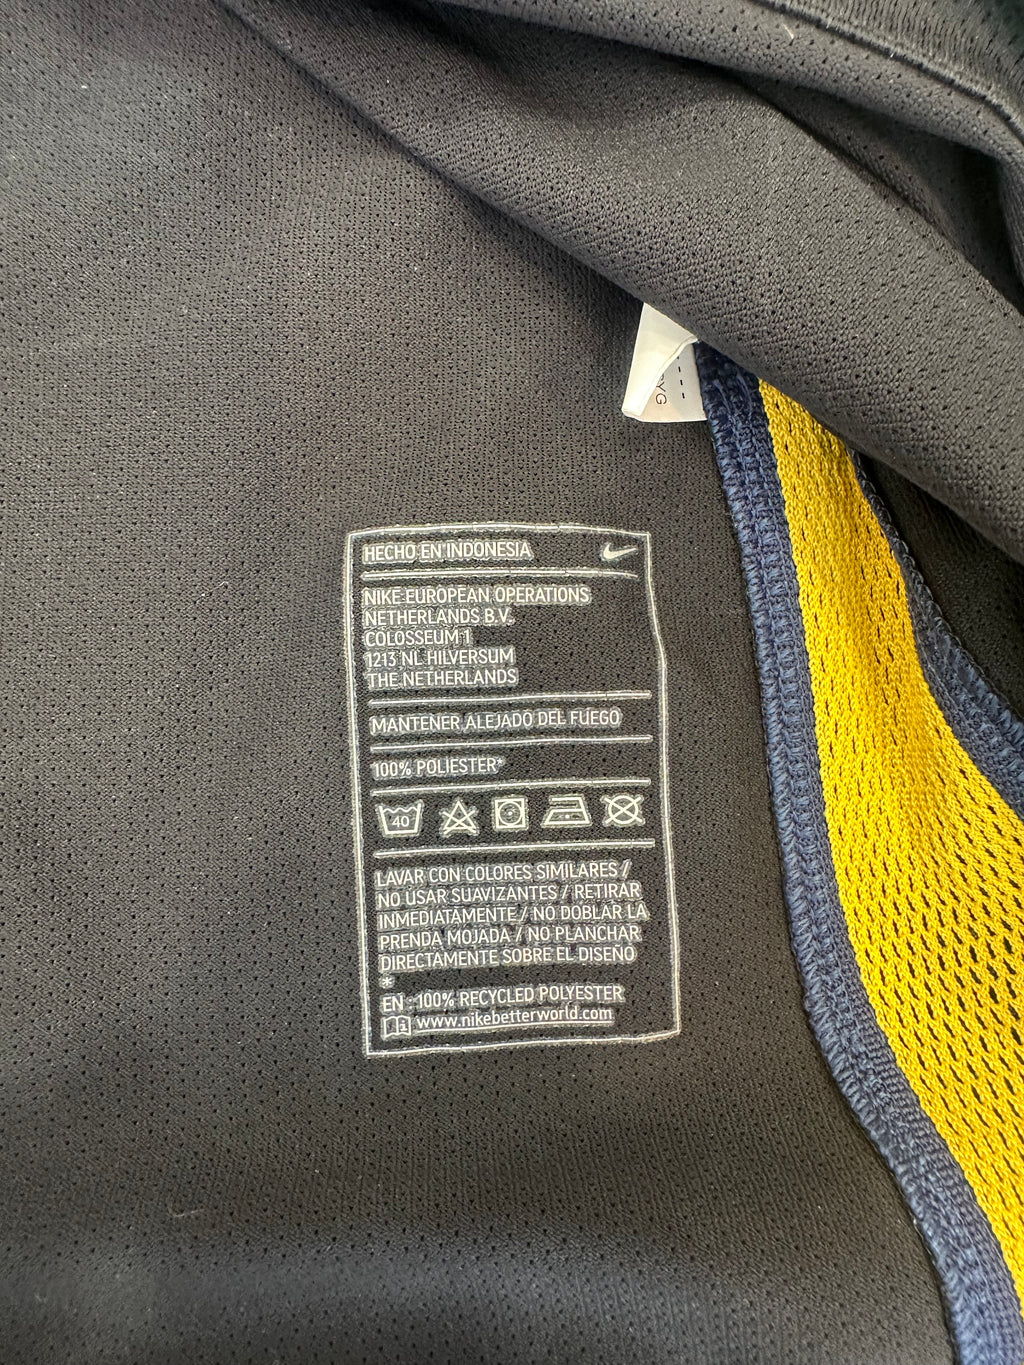 HECHO EN INDONESIA
NIKE EUROPEAN OPERATIONS
NETHERLANDS B.V.
COLOSSEUM 1
1213 NL HILVERSUM
THE NETHERLANDS
MANTENER ALEJADO DEL FUEGO
100% POLIESTER*
40
LAVAR CON COLORES SIMILARES /
NO USAR SUAVIZANTES / RETIRAR
INMEDIATAMENTE / NO DOBLAR LA
PRENDA MOJADA / NO PLANCHAR
DIRECTAMENTE SOBRE EL DISEÑO
*
EN : 100% RECYCLED POLYESTER
www.nikebetterworld.com